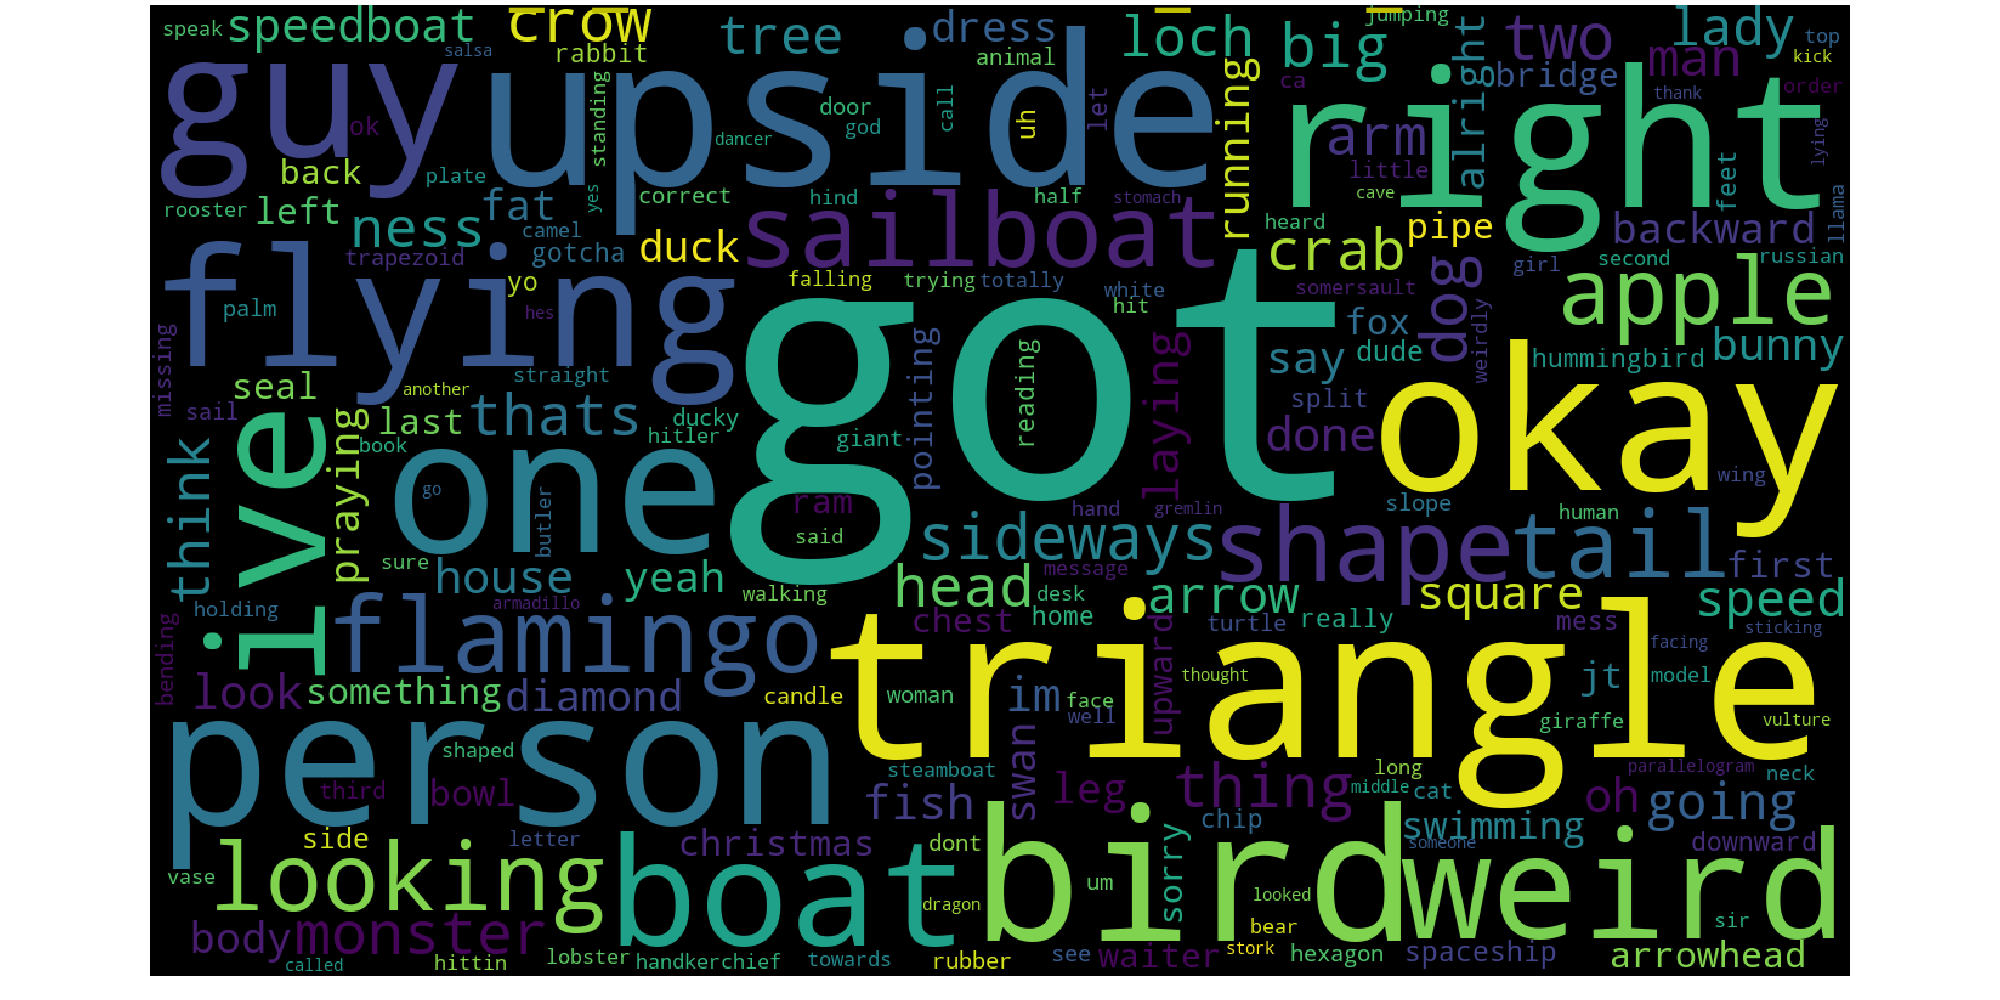 speak speedboat salsa crow rabbit tree dress animal loch big jumping two lady top kick
guy upside right
ok standing dancer door god call uh let running ca arm alright bridge man thank order
little lying
back plate yes correct hind half stomach cave feet llama
rooster left ness fat camel sailboat heard pipe backward
trapezoid gotcha duck crab girl second russian
flying yo falling trying totally white hit somersault dog apple
palm hes fox weirdly
missing straight pointing reading laying say dude hummingbird bunny
seal another got okay
sail last thats ducky split
ive praying book hitler giant done
think one go butler ram hand gremlin slope wing
said human
sure house yeah sideways shape tail first
message
holding armadillo walking head desk home arrow square speed
bending flamingo chest upward turtle really mess facing sticking
look something diamond candle woman im face well triangle thought jt model
person shaped swan giraffe vulture
steamboat long parallelogram neck
third bowl fish leg thing middle cat oh going
side letter christmas chip swimming someone downward
looking boat dont sorry bird weird
vase um looked
dragon bear sir
body monster stork
called hittin lobster handkerchief towards rubber see waiter hexagon spaceship arrowhead